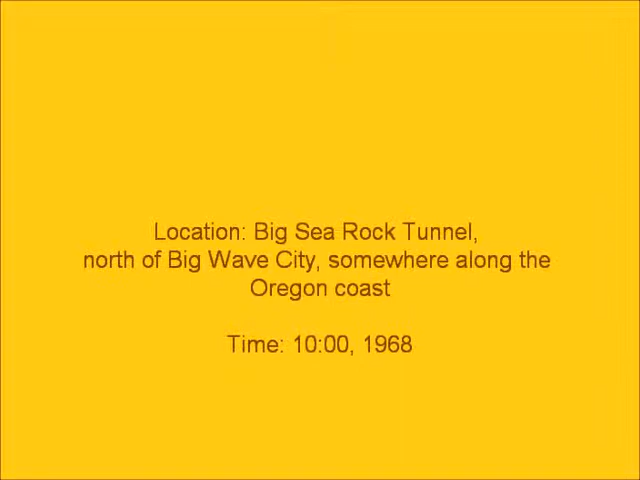 Location: Big Sea Rock Tunnel,
north of Big Wave City, somewhere along the
Oregon coast
Time: 10:00, 1968